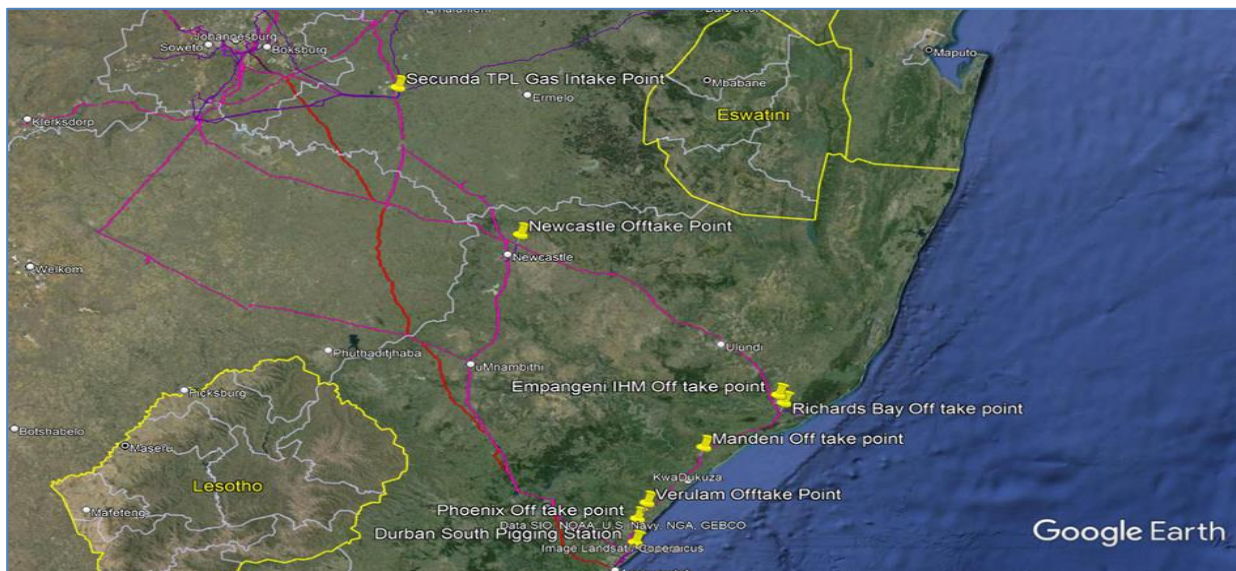 Johannesburg
Soweto
Boksburg
Maputo
Secunda TPL Gas Intake Point
Mbabane
Ermelo
Klerksdorp
Eswatini
Newcastle Offtake Point
Newcastle
Welkom
Ulundi
Phuthaditjhaba
uMnambithi
Empangeni IHM Off take point
Ficksburg
Richards Bay Off take point
Botshabelo
Mandeni Off take point
Maseru
KwaDukuza
Lesotho
Verulam Offtake Point
Phoenix Off take point
Mafeteng
Data SIO, NOAA, U.S. Navy, NGA, GEBCO
Durban South Pigging Station
Google Earth
Image Landsat / Copernicus